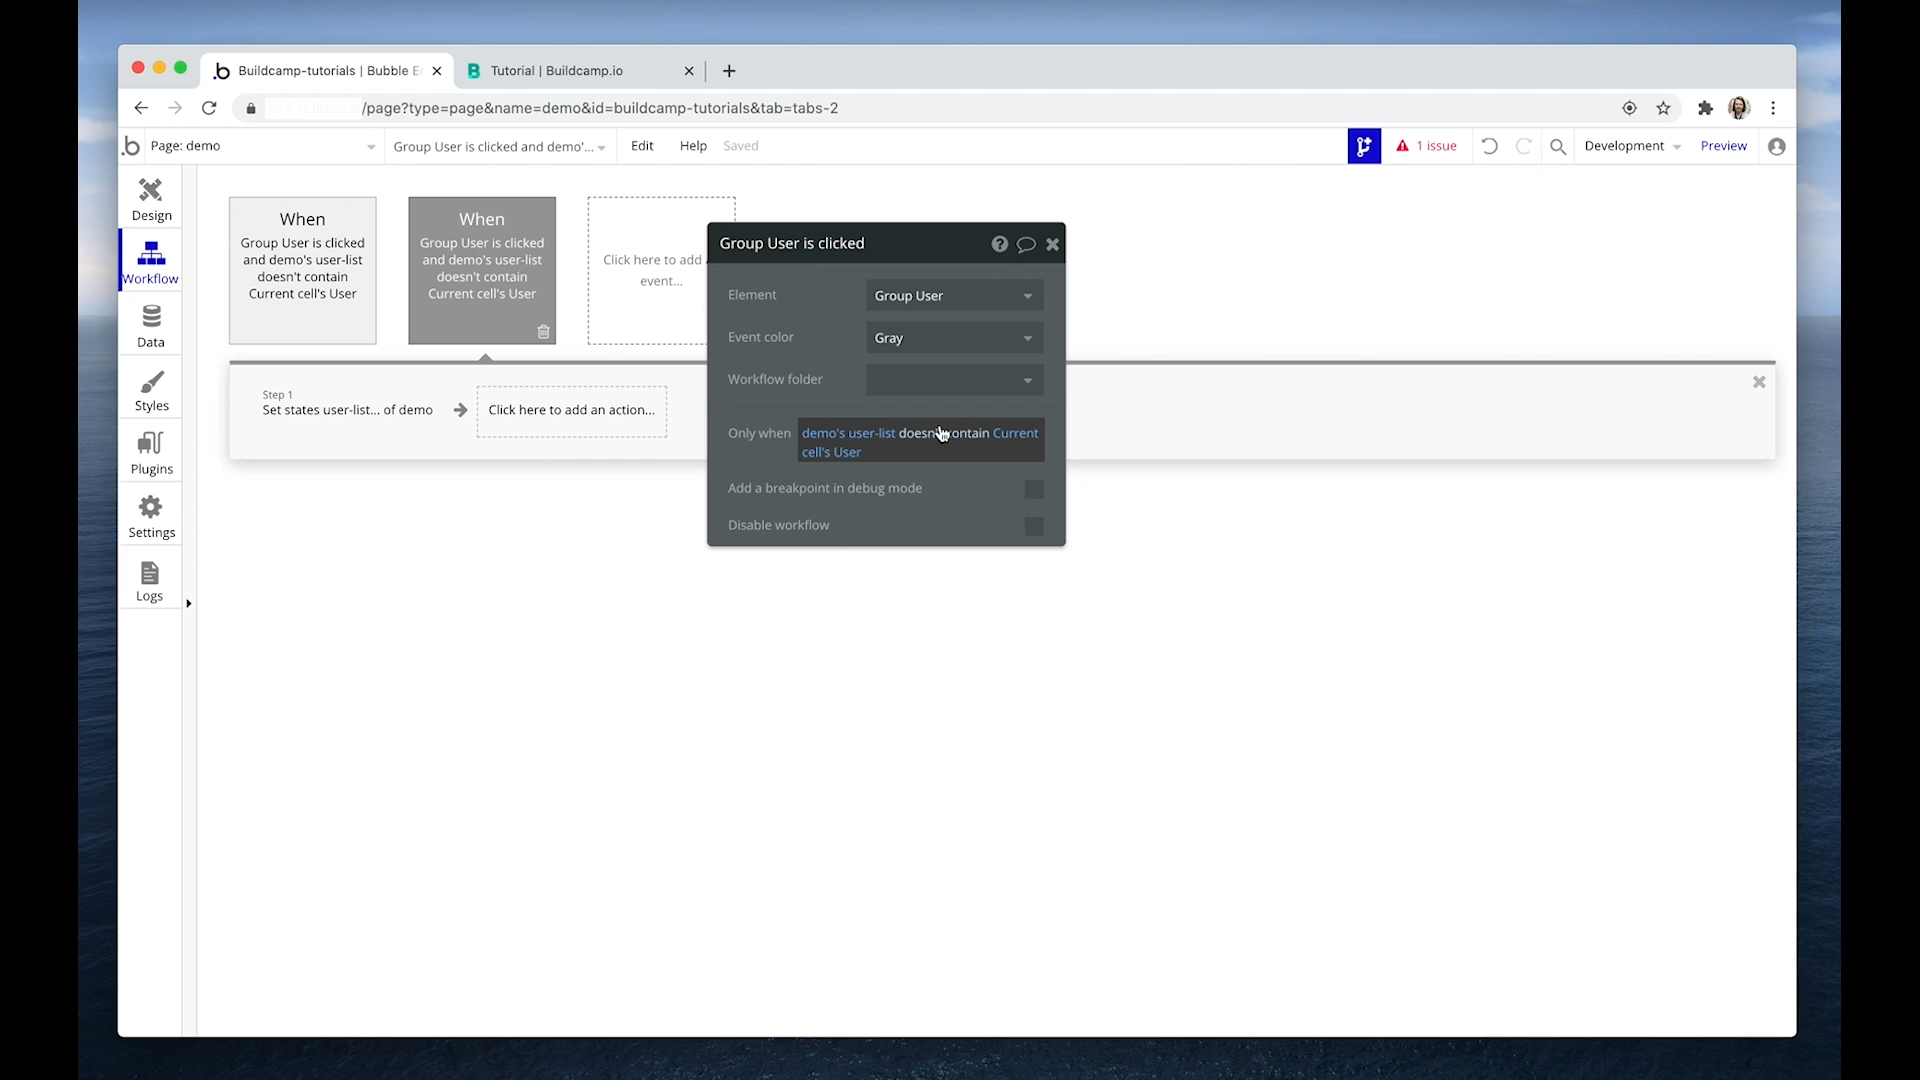 Buildcamp-tutorials | Bubble E
Tutorial | Buildcamp.io
/page?type=page&name=demo&id=buildcamp-tutorials&tab=tabs-2
Page: demo
Group User is clicked and demo'...
Edit
Help
Saved
1 issue
Development
Preview
Design
Workflow
Data
Styles
Plugins
Settings
Logs
When
Group User is clicked
and demo's user-list
doesn't contain
Current cell's User
When
Group User is clicked
and demo's user-list
doesn't contain
Current cell's User
Click here to add
event...
Step 1
Set states user-list... of demo
Click here to add an action...
Group User is clicked
Element
Group User
Event color
Gray
Workflow folder
Only when
demo's user-list doesn't contain Current
cell's User
Add a breakpoint in debug mode
Disable workflow